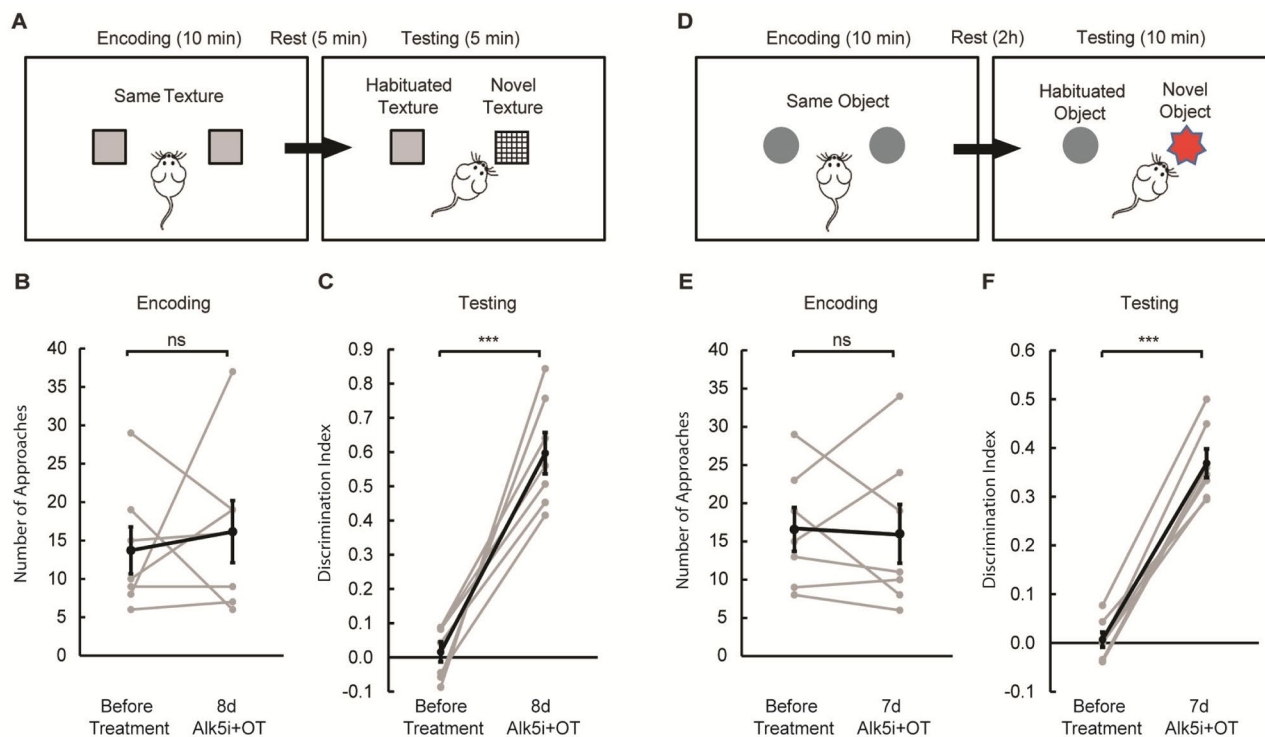 A
Encoding (10 min) Rest (5 min) Testing (5 min)
Same Texture
Habituated Texture
Novel Texture
D
Encoding (10 min) Rest (2h) Testing (10 min)
Same Object
Habituated Object
Novel Object
B
Encoding
ns
Number of Approaches
40
35
30
25
20
15
10
5
0
Before Treatment
8d Alk5i+OT
C
Testing
***
Discrimination Index
0.9
0.8
0.7
0.6
0.5
0.4
0.3
0.2
0.1
0.0
-0.1
Before Treatment
8d Alk5i+OT
E
Encoding
ns
Number of Approaches
40
35
30
25
20
15
10
5
0
Before Treatment
7d Alk5i+OT
F
Testing
***
Discrimination Index
0.6
0.5
0.4
0.3
0.2
0.1
0.0
-0.1
Before Treatment
7d Alk5i+OT